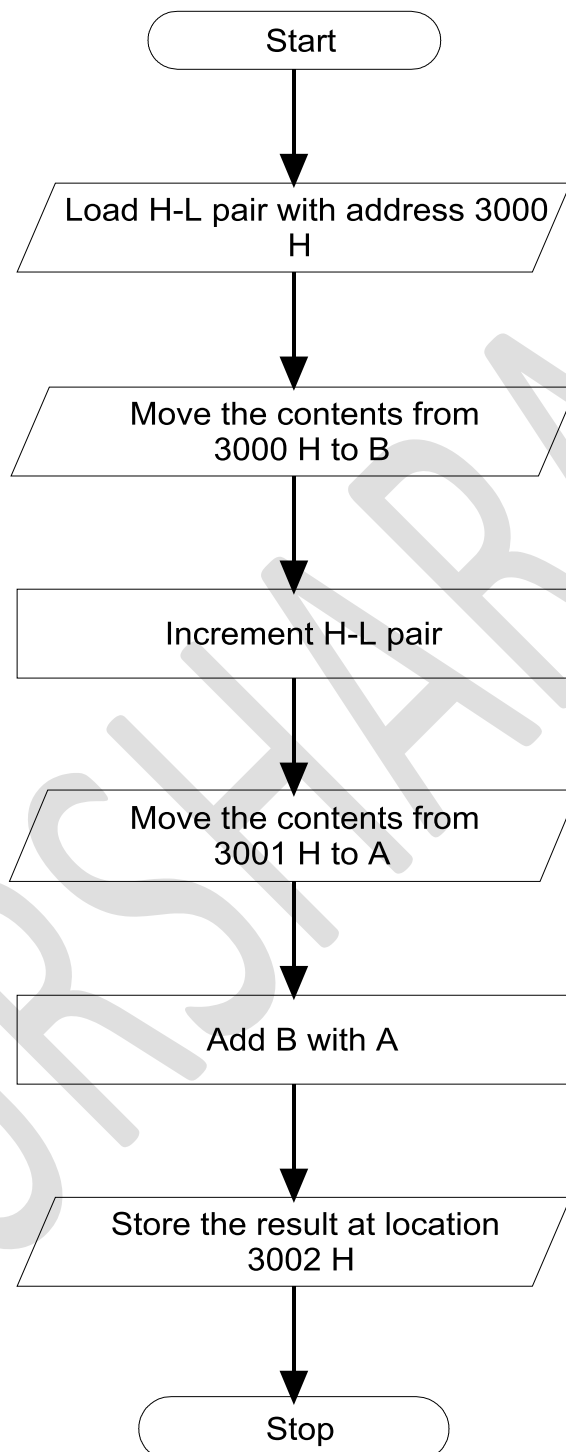 Start
Load H-L pair with address 3000
H
Move the contents from
3000 H to B
Increment H-L pair
Move the contents from
3001 H to A
Add B with A
Store the result at location
3002 H
Stop